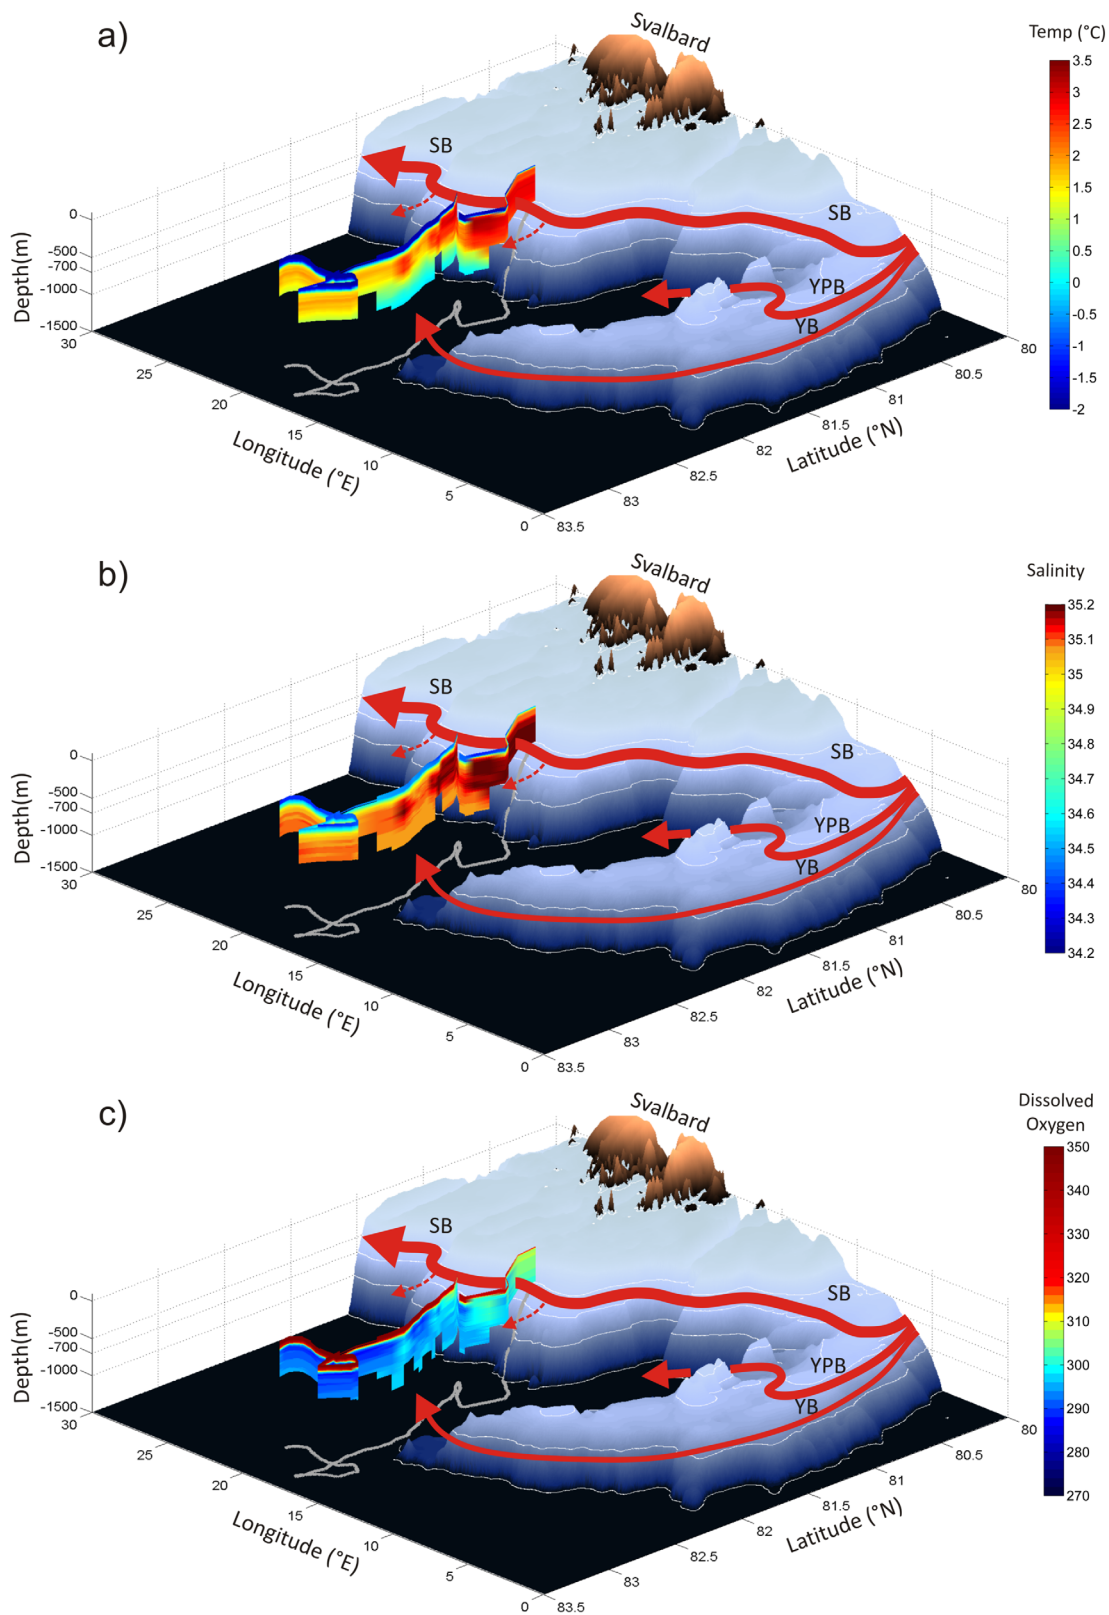 a)
Svalbard
Temp (°C)
3.5
3
2.5
2
1.5
1
0.5
0
-0.5
-1
-1.5
-2
SB
SB
YPB
YB
Depth(m)
0
-500
-700
-1000
-1500
30
25
20
15
10
5
0
Longitude (°E)
83.5
83
82.5
82
81.5
81
80.5
80
Latitude (°N)
b)
Svalbard
Salinity
35.2
35.1
35
34.9
34.8
34.7
34.6
34.5
34.4
34.3
34.2
SB
SB
YPB
YB
Depth(m)
0
-500
-700
-1000
-1500
30
25
20
15
10
5
0
Longitude (°E)
83.5
83
82.5
82
81.5
81
80.5
80
Latitude (°N)
c)
Svalbard
Dissolved
Oxygen
350
340
330
320
310
300
290
280
270
SB
SB
YPB
YB
Depth(m)
0
-500
-700
-1000
-1500
30
25
20
15
10
5
0
Longitude (°E)
83.5
83
82.5
82
81.5
81
80.5
80
Latitude (°N)